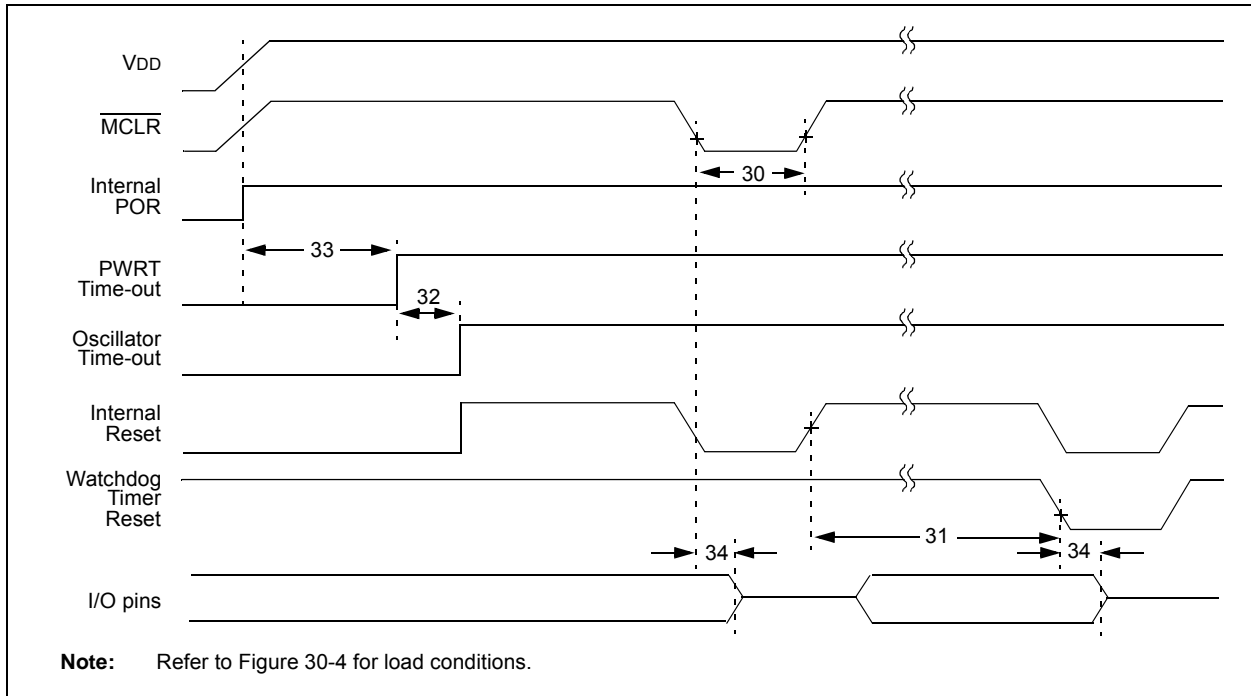 VDD
MCLR
30
Internal
POR
33
PWRT
Time-out
32
Oscillator
Time-out
Internal
Reset
Watchdog
Timer
Reset
31
34
34
I/O pins
Note: Refer to Figure 30-4 for load conditions.